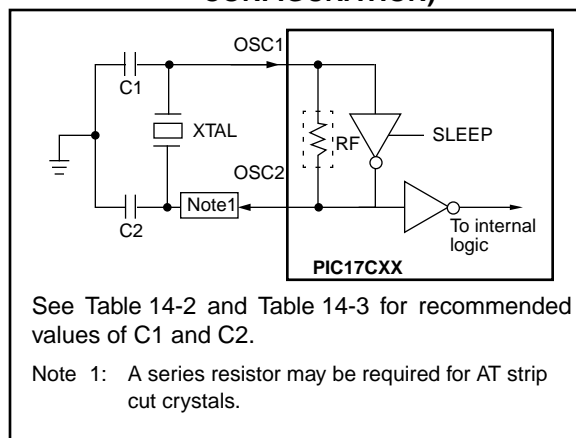 CONFIGURATION)
OSC1
C1
XTAL
RF
SLEEP
OSC2
Note1
C2
To internal
logic
PIC17CXX
See Table 14-2 and Table 14-3 for recommended
values of C1 and C2.
Note 1: A series resistor may be required for AT strip
cut crystals.